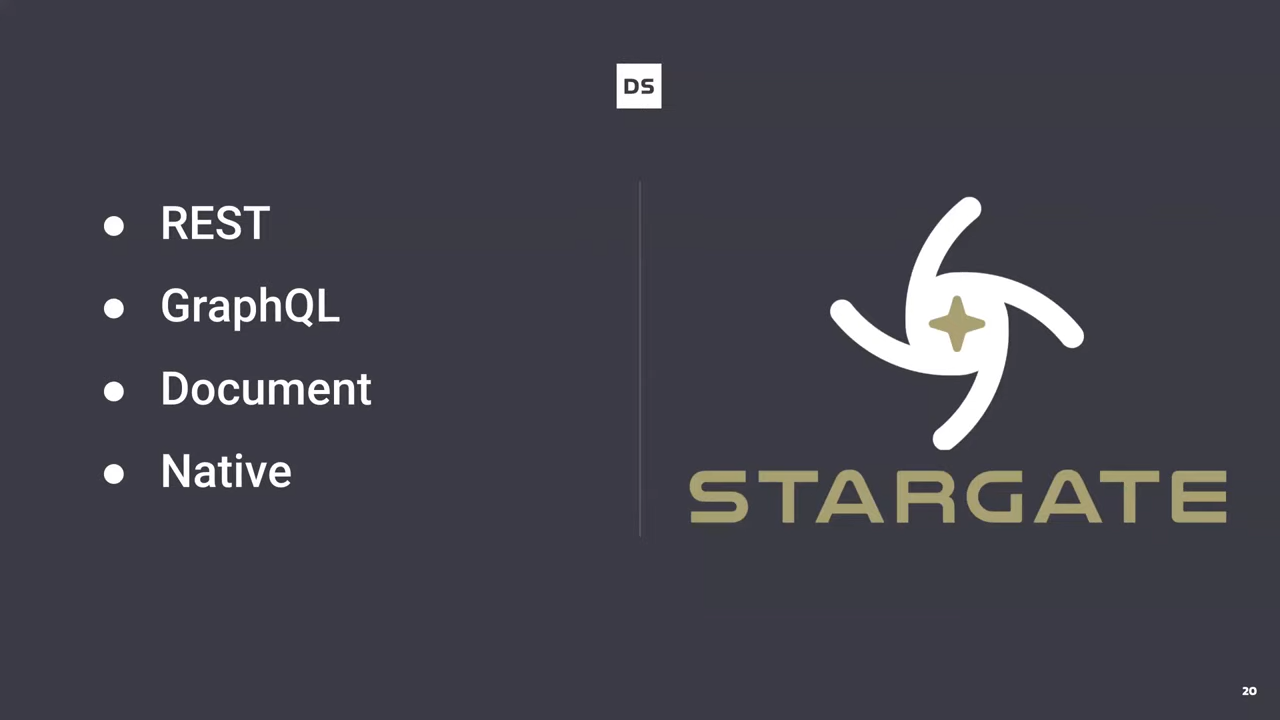 DS
● REST
● GraphQL
● Document
● Native
STARGATE
20